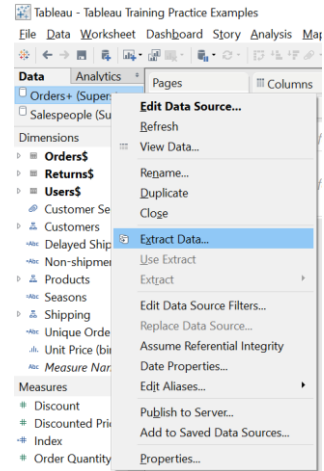 Tableau - Tableau Training Practice Examples
File Data Worksheet Dashboard Story Analysis Map
Data Analytics Pages Columns
Orders+ (Super
Salespeople (Su
Dimensions
Orders$
Returns$
Users$
Customer Se
Customers
Delayed Ship
Non-shipme
Products
Seasons
Shipping
Unique Orde
Unit Price (bin
Measure Nar
Measures
Discount
Discounted Pric
Index
Order Quantity
Edit Data Source...
Refresh
View Data...
Rename...
Duplicate
Close
Extract Data...
Use Extract
Extract
Edit Data Source Filters...
Replace Data Source...
Assume Referential Integrity
Date Properties...
Edit Aliases...
Publish to Server...
Add to Saved Data Sources...
Properties...